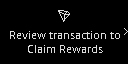 Review transaction to
Claim Rewards